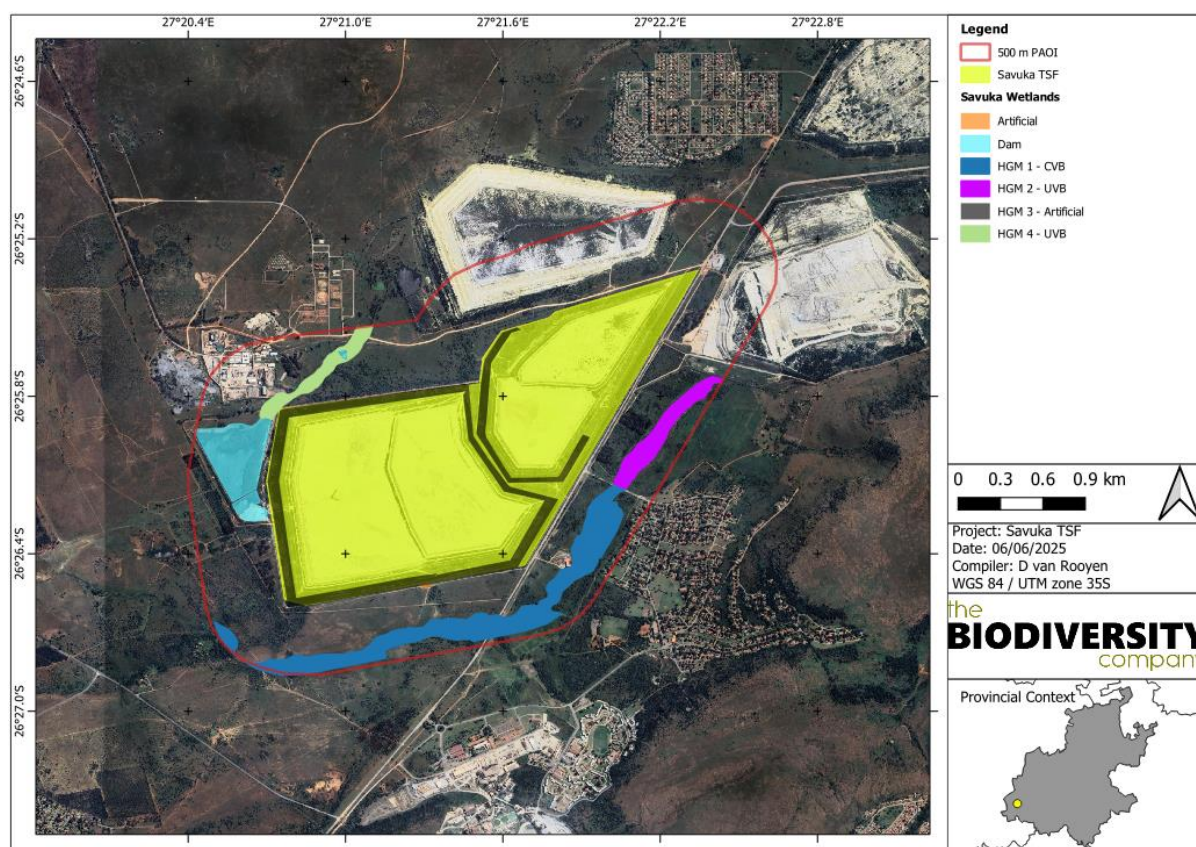 27°20.4'E 27°21.0'E 27°21.6'E 27°22.2'E 27°22.8'E
26°24.6'S
26°25.2'S
26°25.8'S
26°26.4'S
27°27.0'S
Legend
500 m PAOI
Savuka TSF
Savuka Wetlands
Artificial
Dam
HGM 1 - CVB
HGM 2 - UVB
HGM 3 - Artificial
HGM 4 - UVB
0 0.3 0.6 0.9 km
Project: Savuka TSF
Date: 06/06/2025
Compiler: D van Rooyen
WGS 84 / UTM zone 35S
the
BIODIVERSITY
company
Provincial Context